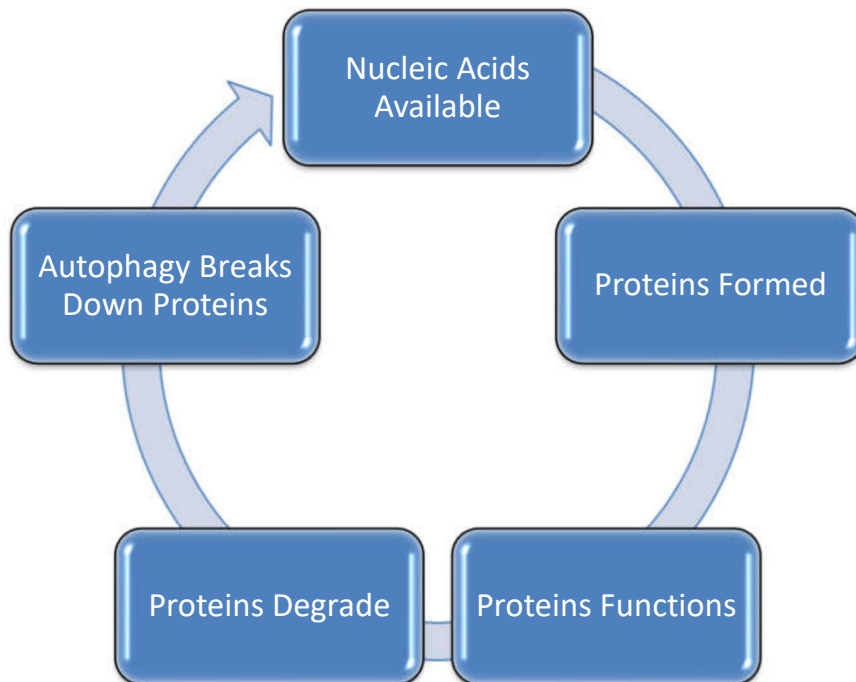 Nucleic Acids
Available
Proteins Formed
Proteins Functions
Proteins Degrade
Autophagy Breaks
Down Proteins